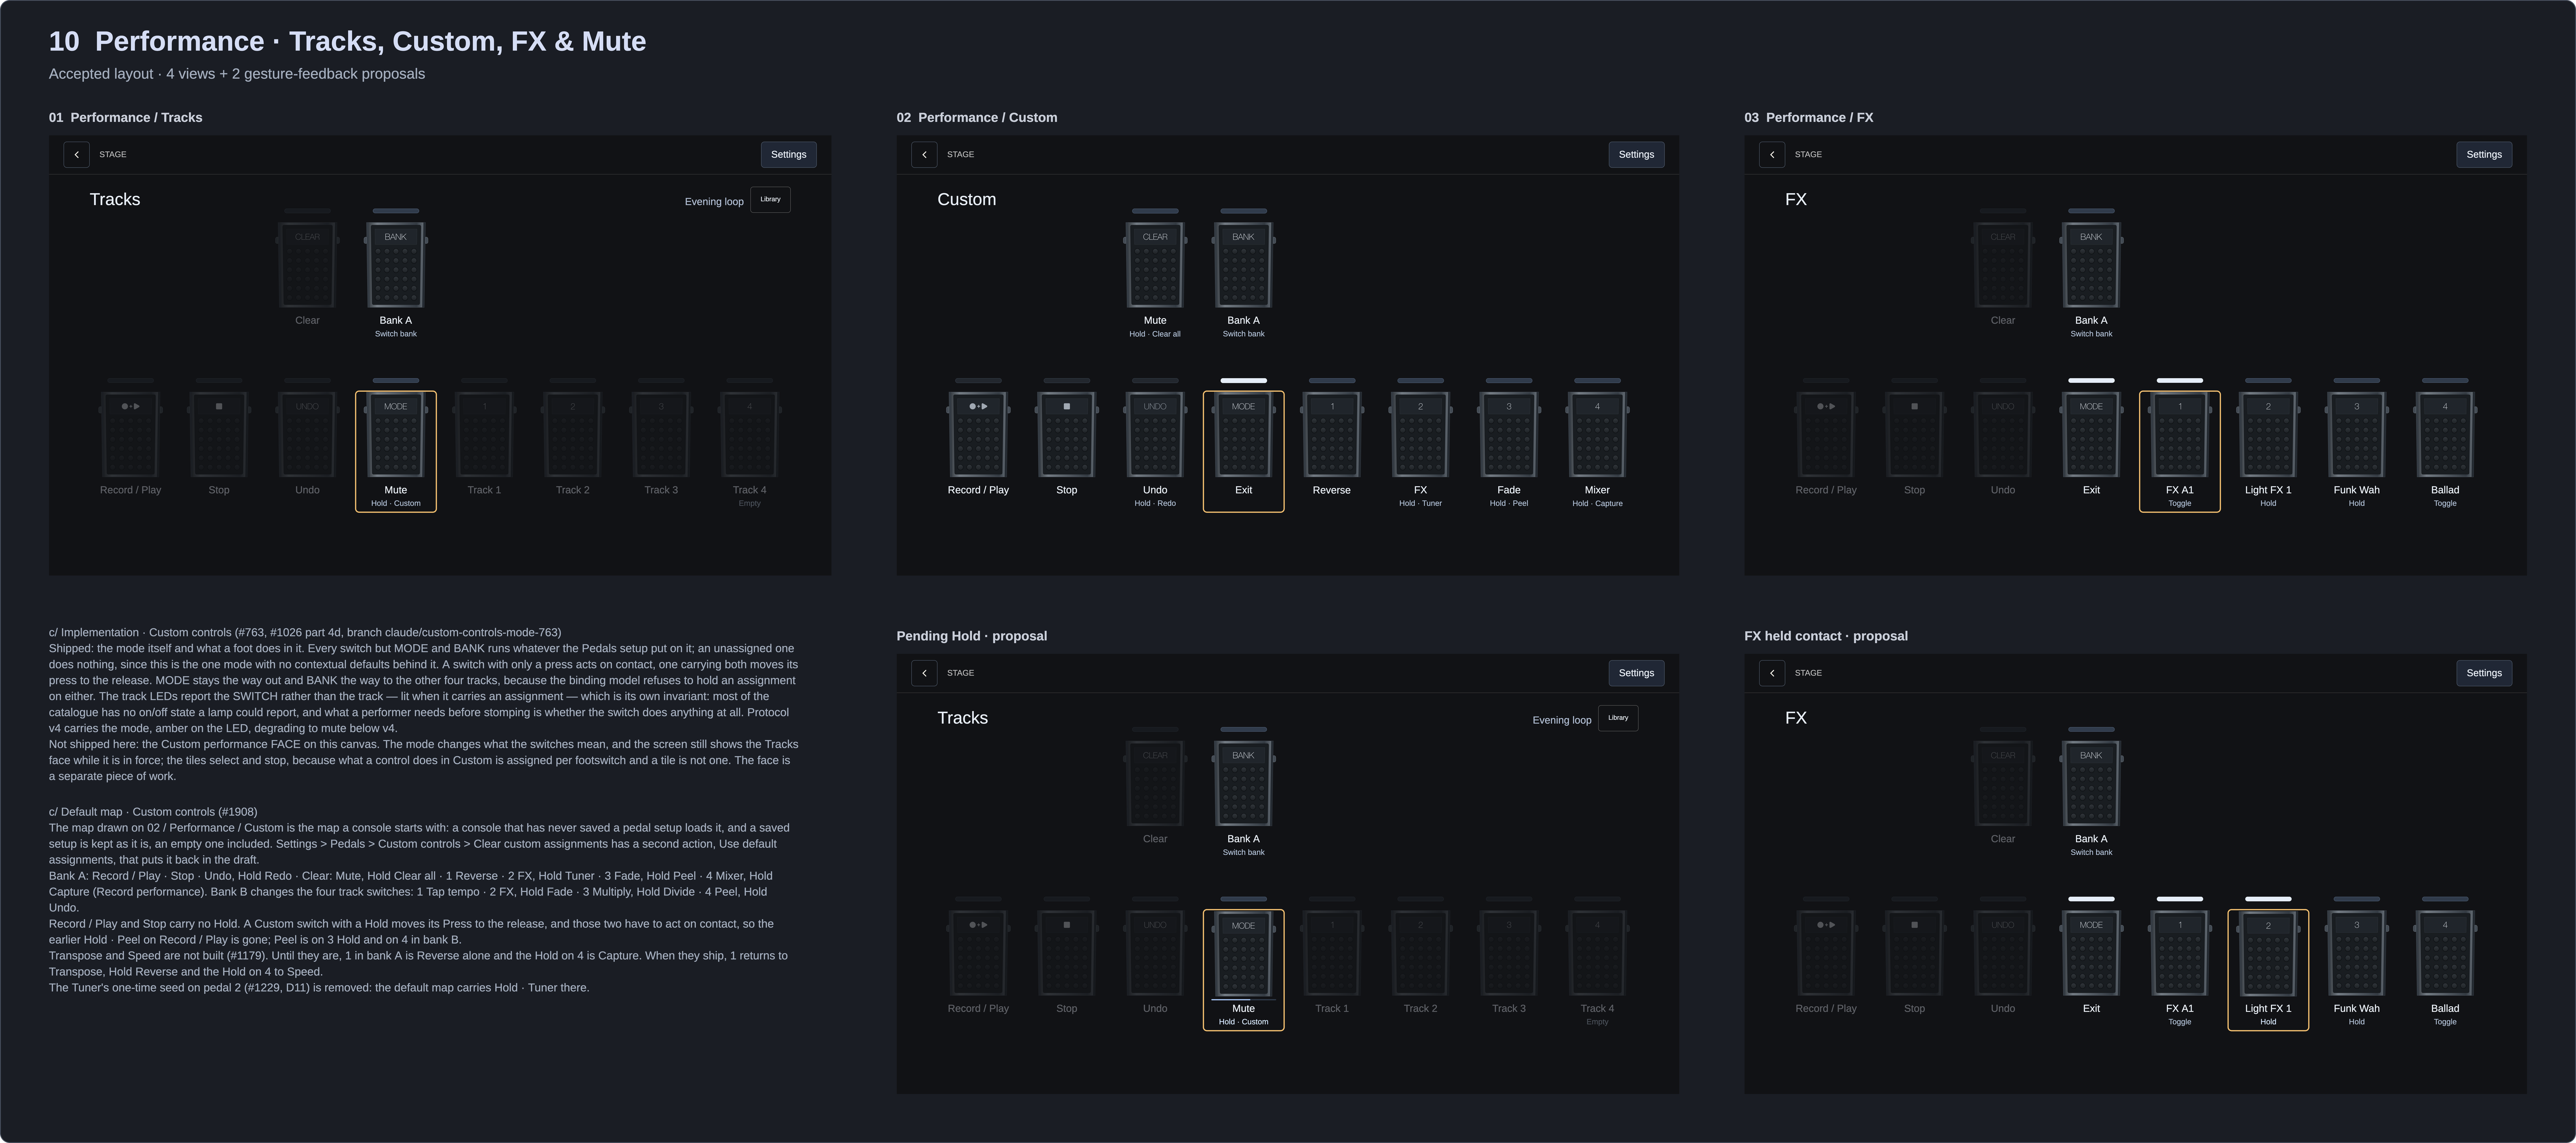 10 Performance · Tracks, Custom, FX & Mute
Accepted layout · 4 views + 2 gesture-feedback proposals
01 Performance / Tracks
STAGE
Settings
Tracks
Evening loop
Library
CLEAR
BANK
Clear
Bank A
Switch bank
UNDO
MODE
1
2
3
4
Record / Play
Stop
Undo
Mute
Track 1
Track 2
Track 3
Track 4
Hold · Custom
Empty
02 Performance / Custom
STAGE
Settings
Custom
CLEAR
BANK
Mute
Bank A
Hold · Clear all
Switch bank
UNDO
MODE
1
2
3
4
Record / Play
Stop
Undo
Exit
Reverse
FX
Fade
Mixer
Hold · Redo
Hold · Tuner
Hold · Peel
Hold · Capture
03 Performance / FX
STAGE
Settings
FX
CLEAR
BANK
Clear
Bank A
Switch bank
UNDO
MODE
1
2
3
4
Record / Play
Stop
Undo
Exit
FX A1
Light FX 1
Funk Wah
Ballad
Toggle
Hold
Hold
Toggle
c/ Implementation · Custom controls (#763, #1026 part 4d, branch claude/custom-controls-mode-763)
Shipped: the mode itself and what a foot does in it. Every switch but MODE and BANK runs whatever the Pedals setup put on it; an unassigned one
does nothing, since this is the one mode with no contextual defaults behind it. A switch with only a press acts on contact, one carrying both moves its
press to the release. MODE stays the way out and BANK the way to the other four tracks, because the binding model refuses to hold an assignment
on either. The track LEDs report the SWITCH rather than the track — lit when it carries an assignment — which is its own invariant: most of the
catalogue has no on/off state a lamp could report, and what a performer needs before stomping is whether the switch does anything at all. Protocol
v4 carries the mode, amber on the LED, degrading to mute below v4.
Not shipped here: the Custom performance FACE on this canvas. The mode changes what the switches mean, and the screen still shows the Tracks
face while it is in force; the tiles select and stop, because what a control does in Custom is assigned per footswitch and a tile is not one. The face is
a separate piece of work.
c/ Default map · Custom controls (#1908)
The map drawn on 02 / Performance / Custom is the map a console starts with: a console that has never saved a pedal setup loads it, and a saved
setup is kept as it is, an empty one included. Settings > Pedals > Custom controls > Clear custom assignments has a second action, Use default
assignments, that puts it back in the draft.
Bank A: Record / Play · Stop · Undo, Hold Redo · Clear: Mute, Hold Clear all · 1 Reverse · 2 FX, Hold Tuner · 3 Fade, Hold Peel · 4 Mixer, Hold
Capture (Record performance). Bank B changes the four track switches: 1 Tap tempo · 2 FX, Hold Fade · 3 Multiply, Hold Divide · 4 Peel, Hold
Undo.
Record / Play and Stop carry no Hold. A Custom switch with a Hold moves its Press to the release, and those two have to act on contact, so the
earlier Hold · Peel on Record / Play is gone; Peel is on 3 Hold and on 4 in bank B.
Transpose and Speed are not built (#1179). Until they are, 1 in bank A is Reverse alone and the Hold on 4 is Capture. When they ship, 1 returns to
Transpose, Hold Reverse and the Hold on 4 to Speed.
The Tuner's one-time seed on pedal 2 (#1229, D11) is removed: the default map carries Hold · Tuner there.
Pending Hold · proposal
STAGE
Settings
Tracks
Evening loop
Library
CLEAR
BANK
Clear
Bank A
Switch bank
UNDO
MODE
1
2
3
4
Record / Play
Stop
Undo
Mute
Track 1
Track 2
Track 3
Track 4
Hold · Custom
Empty
FX held contact · proposal
STAGE
Settings
FX
CLEAR
BANK
Clear
Bank A
Switch bank
UNDO
MODE
1
2
3
4
Record / Play
Stop
Undo
Exit
FX A1
Light FX 1
Funk Wah
Ballad
Toggle
Hold
Hold
Toggle